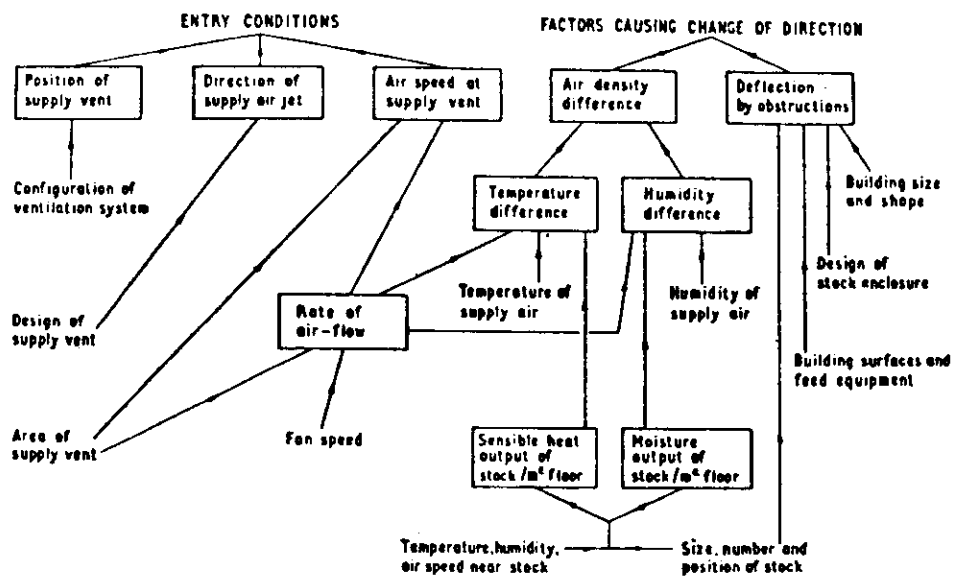 ENTRY CONDITIONS
FACTORS CAUSING CHANGE OF DIRECTION
Position of
supply vent
Direction of
supply air jet
Air speed at
supply vent
Air density
difference
Deflection
by obstructions
Configuration of
ventilation system
Temperature
difference
Humidity
difference
Building size
and shape
Design of
supply vent
Rate of
air-flow
Temperature of
supply air
Humidity of
supply air
Design of
stock enclosure
Building surfaces and
feed equipment
Area of
supply vent
Fan speed
Sensible heat
output of
stock/m² floor
Moisture
output of
stock/m² floor
Temperature, humidity,
air speed near stock
Size, number and
position of stock